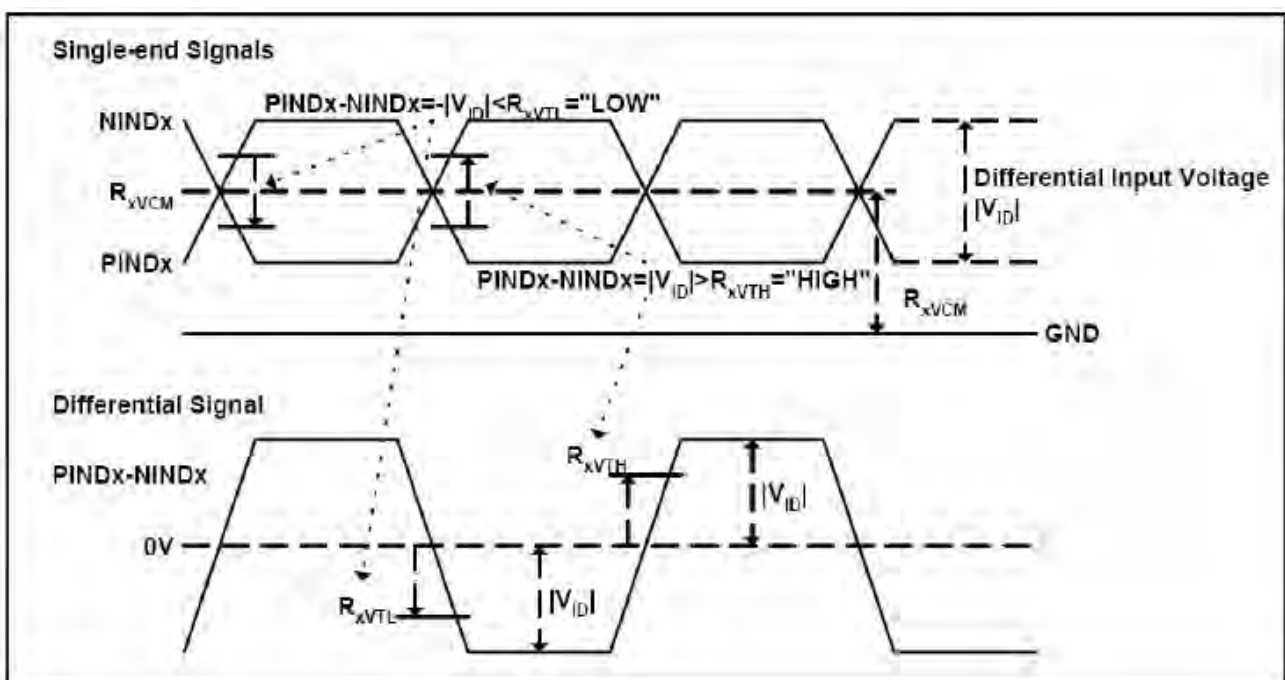 Single-end Signals
PINDx-NINDx=-|VID|<RxVTL="LOW"
NINDx
RxVCM
Differential Input Voltage
|VID|
PINDx
PINDx-NINDx=|VID|>RxVTH="HIGH"
RxVCM
GND
Differential Signal
RxVTH
PINDx-NINDx
|VID|
0V
RxVTL
|VID|